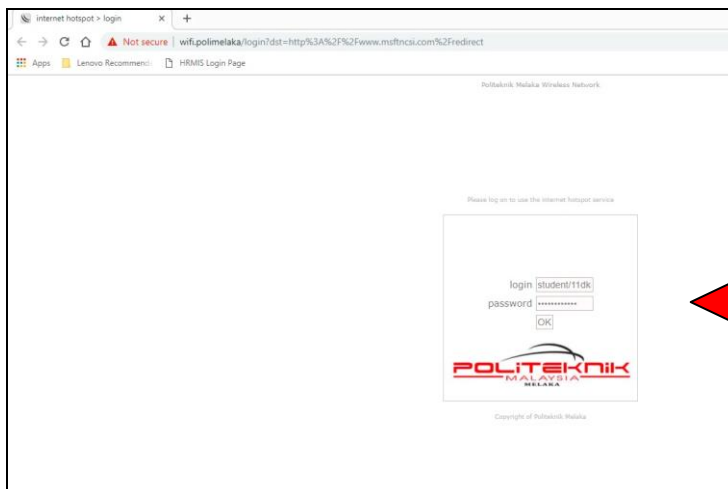 internet hotspot > login
Not secure | wifi.polimelaka/login?dst=http%3A%2F%2Fwww.msftncsi.com%2Fredirect
Apps Lenovo Recommends HRMIS Login Page
Politeknik Melaka Wireless Network
Please log on to use the internet hotspot service
login student/11dk
password
OK
POLITEKNIK
MALAYSIA
MELAKA
Copyright of Politeknik Melaka